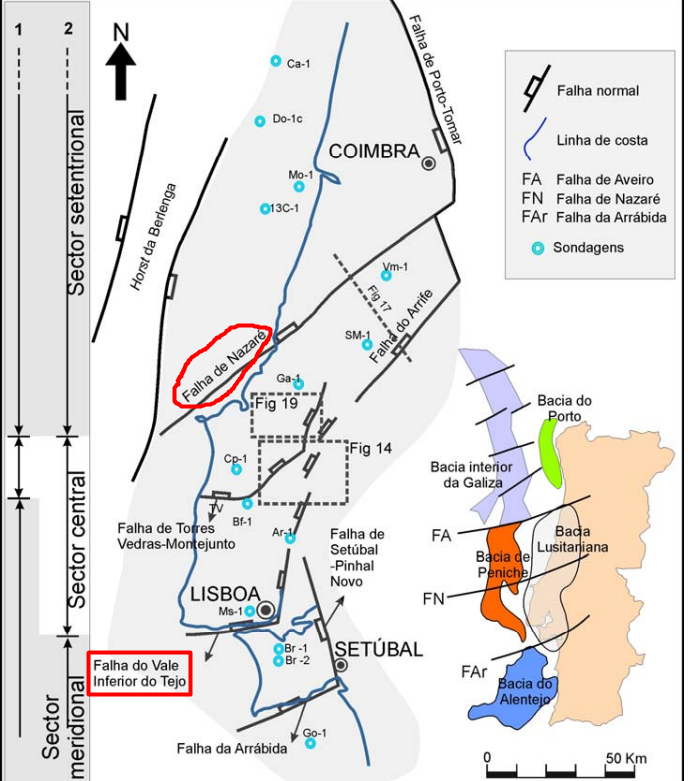 1
2
N
Sector setentrional
Sector central
Sector
meridional
Horst da Berlenga
Falha de Porto-Tomar
Ca-1
Do-1c
COIMBRA
Mo-1
13C-1
Vm-1
Fig 17
Falha do Arrife
SM-1
Falha de Nazaré
Ga-1
Fig 19
Fig 14
Cp-1
TV
Bf-1
Falha de Torres
Vedras-Montejunto
Ar-1
Falha de
Setúbal
-Pinhal
Novo
LISBOA
Ms-1
Br -1
Br -2
SETÚBAL
Falha do Vale
Inferior do Tejo
Falha da Arrábida
Go-1
Falha normal
Linha de costa
FA Falha de Aveiro
FN Falha de Nazaré
FAr Falha da Arrábida
Sondagens
Bacia do
Porto
Bacia interior
da Galiza
FA
Bacia
Lusitaniana
Bacia de
Peniche
FN
FAr
Bacia do
Alentejo
0
50 Km